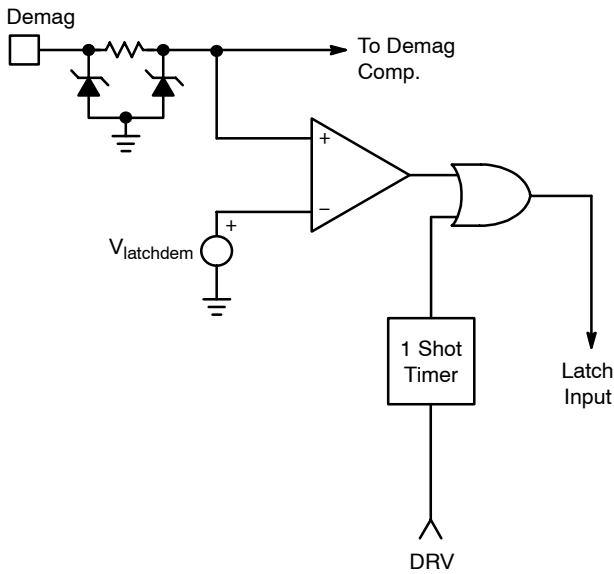 Demag
To Demag
Comp.
+
−
+
V_latchdem
1 Shot
Timer
Latch
Input
DRV